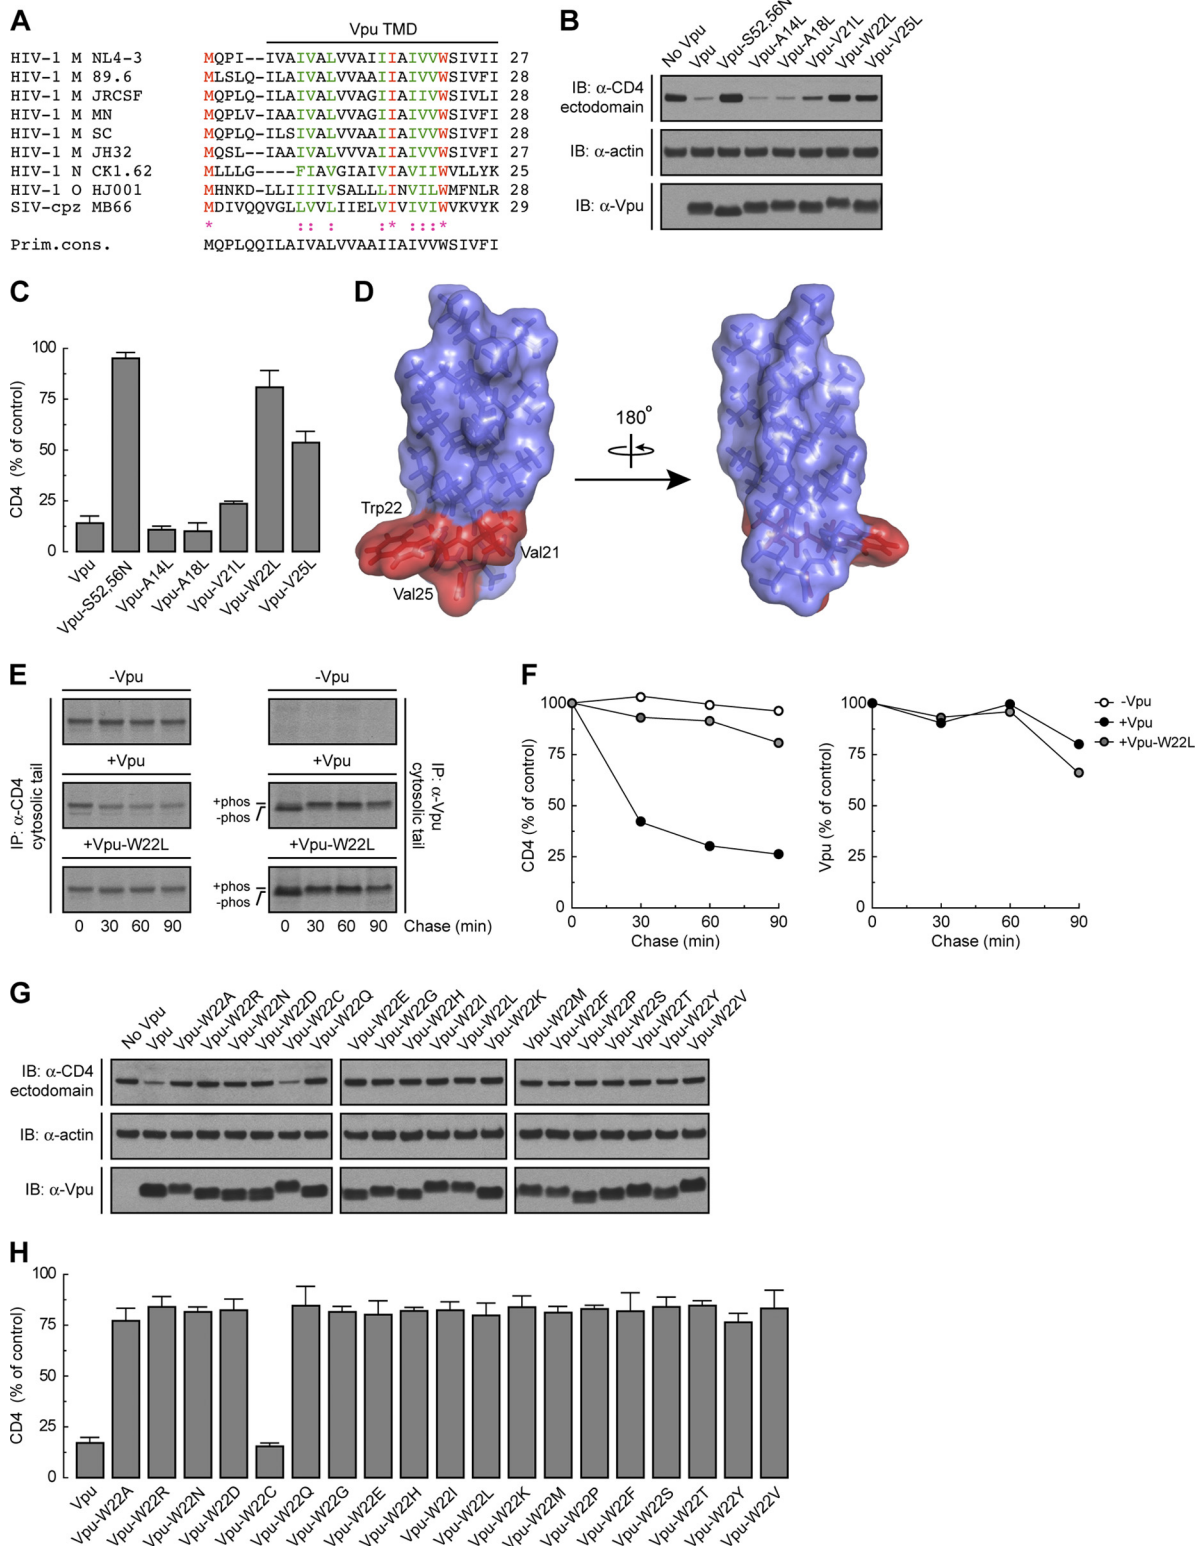 A
Vpu TMD
HIV-1 M NL4-3 MQPI--IVAIVALVVAIIIAIVVWSIVII 27
HIV-1 M 89.6 MLSLQ-ILAIVALVVAAIIAIVVWSIVFI 28
HIV-1 M JRCSF MQPLQ-ILAIVALVVAGIIAIIVWSIVLI 28
HIV-1 M MN MQPLV-IAAIVALVVAGIIAIVVWSIVFI 28
HIV-1 M SC MQPLQ-ILSIVALVVAAIIAIVVWSIVFI 28
HIV-1 M JH32 MQSL--IAAIVALVVVAIIAIVVWSIVFI 27
HIV-1 N CK1.62 MLLLG----FIAVGIAIVIAVIIWVLLYK 25
HIV-1 O HJ001 MHNKD-LLIIIIVSALLLINVILWMFNLR 28
SIV-cpz MB66 MDIVQQVGLLVVLIIELVIVIVIWVKVYK 29
* :: : :* :::*
Prim.cons. MQPLQQILAIVALVVAAIIAIVVWSIVFI
B
No Vpu
Vpu
Vpu-S52,56N
Vpu-A14L
Vpu-A18L
Vpu-V21L
Vpu-W22L
Vpu-V25L
IB: α-CD4
ectodomain
IB: α-actin
IB: α-Vpu
C
CD4 (% of control)
100
75
50
25
0
Vpu
Vpu-S52,56N
Vpu-A14L
Vpu-A18L
Vpu-V21L
Vpu-W22L
Vpu-V25L
D
180°
Trp22
Val21
Val25
E
IP: α-CD4
cytosolic tail
-Vpu
+Vpu
+Vpu-W22L
0 30 60 90
-Vpu
+Vpu
+phos
-phos
+Vpu-W22L
+phos
-phos
0 30 60 90
Chase (min)
IP: α-Vpu
cytosolic tail
F
CD4 (% of control)
100
75
50
25
0
0 30 60 90
Chase (min)
Vpu (% of control)
100
75
50
25
0
0 30 60 90
Chase (min)
-Vpu
+Vpu
+Vpu-W22L
G
No Vpu
Vpu
Vpu-W22A
Vpu-W22R
Vpu-W22N
Vpu-W22D
Vpu-W22C
Vpu-W22Q
Vpu-W22E
Vpu-W22G
Vpu-W22H
Vpu-W22I
Vpu-W22L
Vpu-W22K
Vpu-W22M
Vpu-W22F
Vpu-W22P
Vpu-W22S
Vpu-W22T
Vpu-W22Y
Vpu-W22V
IB: α-CD4
ectodomain
IB: α-actin
IB: α-Vpu
H
CD4 (% of control)
100
75
50
25
0
Vpu
Vpu-W22A
Vpu-W22R
Vpu-W22N
Vpu-W22D
Vpu-W22C
Vpu-W22Q
Vpu-W22G
Vpu-W22E
Vpu-W22H
Vpu-W22I
Vpu-W22L
Vpu-W22K
Vpu-W22M
Vpu-W22P
Vpu-W22F
Vpu-W22S
Vpu-W22T
Vpu-W22Y
Vpu-W22V